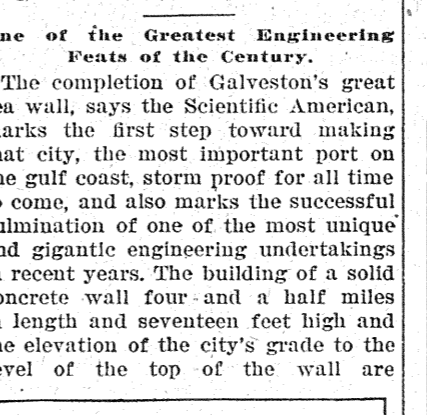 ne of the Greatest Engineering
Feats of the Century.
The completion of Galveston's great
ea wall, says the Scientific American,
arks the first step toward making
hat city, the most important port on
he gulf coast, storm proof for all time
o come, and also marks the successful
ulmination of one of the most unique
nd gigantic engineering undertakings
recent years. The building of a solid
oncrete wall four and a half miles
length and seventeen feet high and
he elevation of the city's grade to the
evel of the top of the wall are